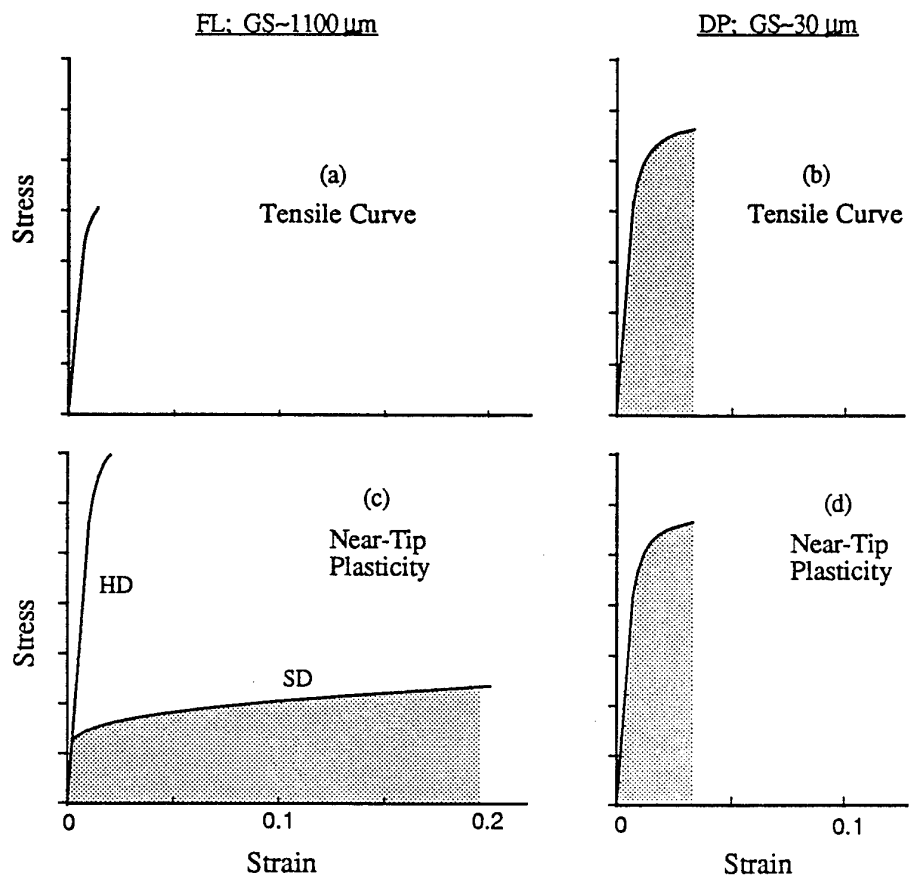 FL: GS~1100 μm
DP: GS~30 μm
Stress
(a)
Tensile Curve
(b)
Tensile Curve
Stress
(c)
Near-Tip
Plasticity
HD
SD
(d)
Near-Tip
Plasticity
0
0.1
0.2
0
0.1
Strain
Strain